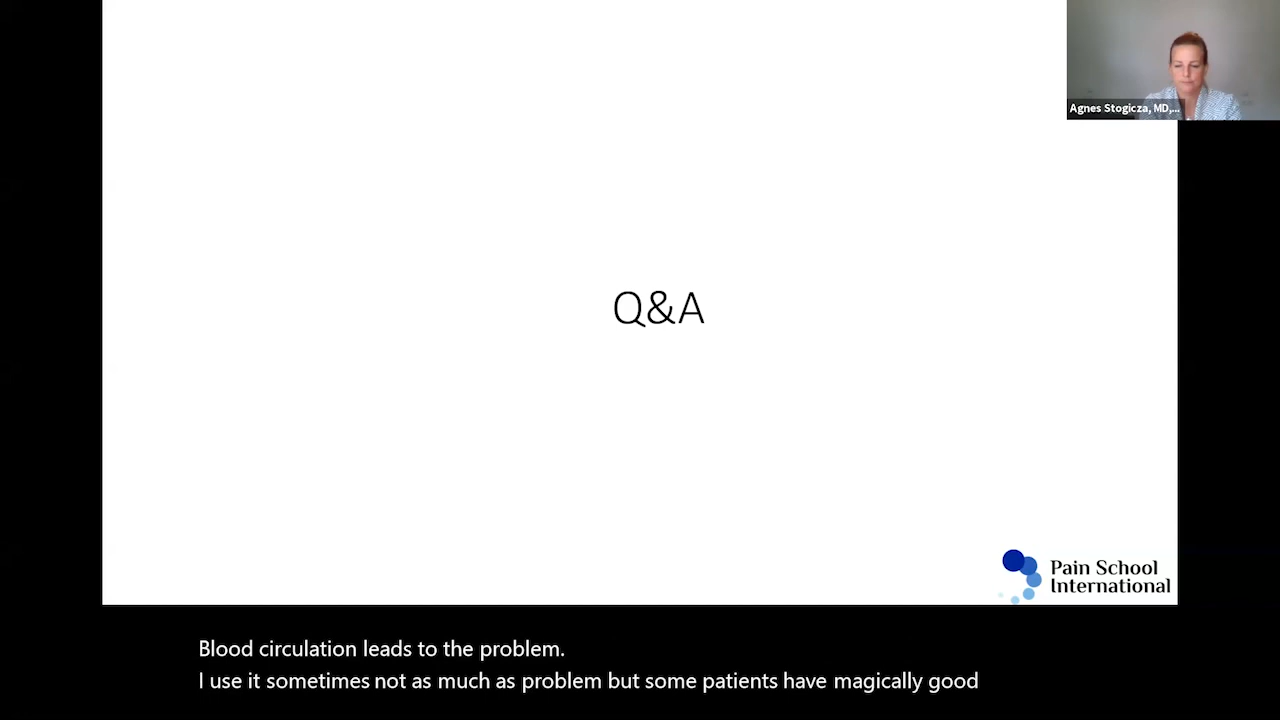 Agnes Stogicza, MD,...
Q&A
Pain School
International
Blood circulation leads to the problem.
I use it sometimes not as much as problem but some patients have magically good